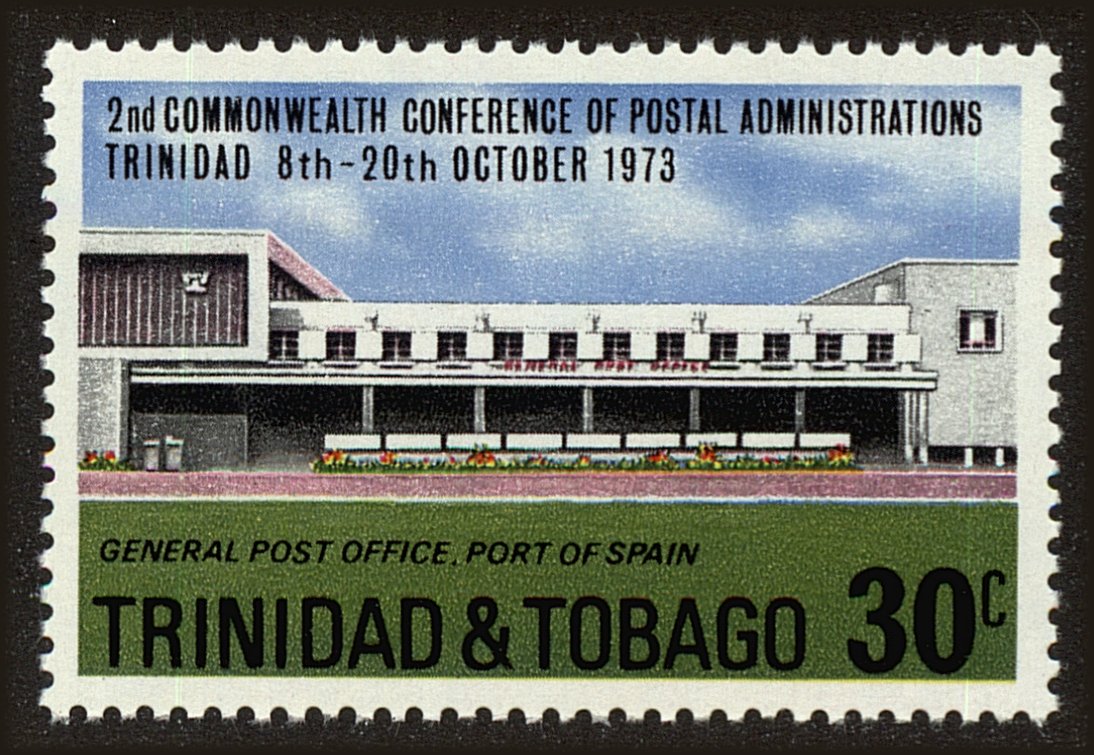 2nd COMMONWEALTH CONFERENCE OF POSTAL ADMINISTRATIONS
TRINIDAD 8th-20th OCTOBER 1973
GENERAL POST OFFICE
GENERAL POST OFFICE, PORT OF SPAIN
TRINIDAD & TOBAGO 30c